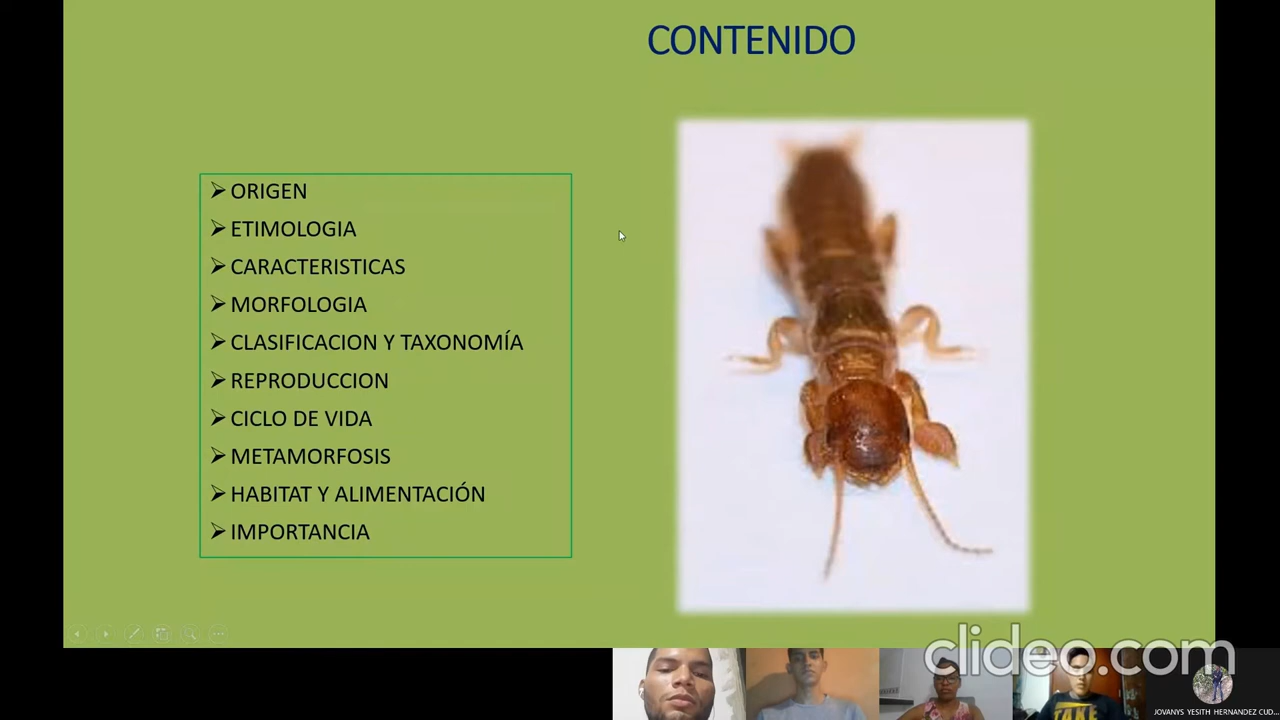 CONTENIDO
ORIGEN
ETIMOLOGIA
CARACTERISTICAS
MORFOLOGIA
CLASIFICACION Y TAXONOMÍA
REPRODUCCION
CICLO DE VIDA
METAMORFOSIS
HABITAT Y ALIMENTACIÓN
IMPORTANCIA
clideo.com
TAKE
JOVANYS YESITH HERNANDEZ CUD...